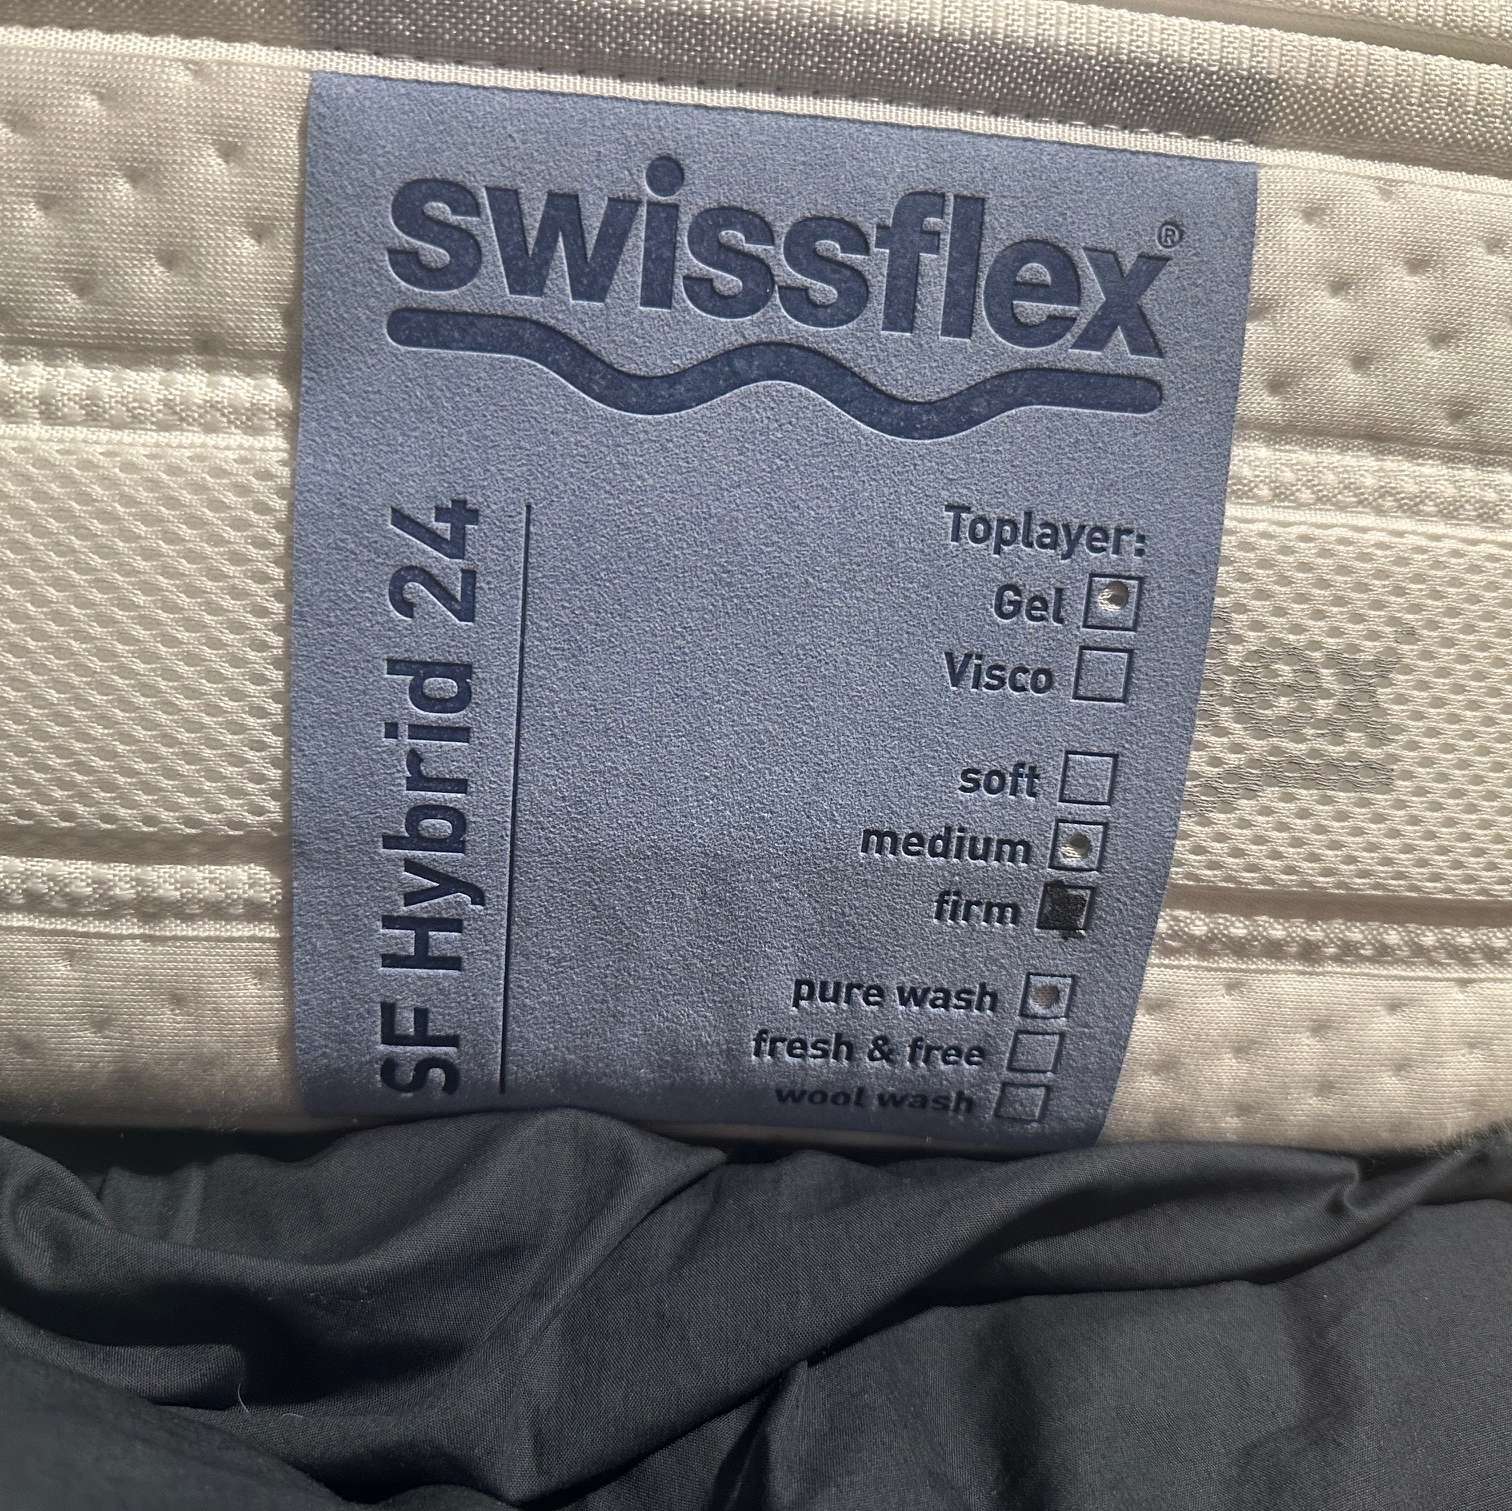 swissflex®
SF Hybrid 24
Toplayer:
Gel
Visco
soft
medium
firm
pure wash
fresh & free
wool wash